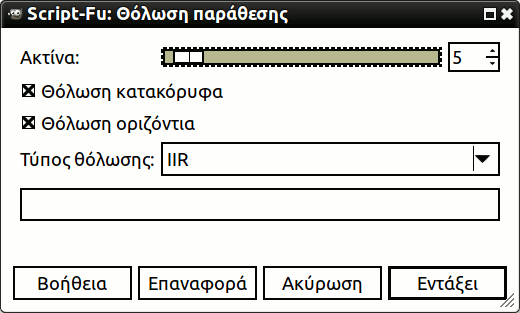 Script-Fu: Θόλωση παράθεσης
Ακτίνα: 5
Θόλωση κατακόρυφα
Θόλωση οριζόντια
Τύπος θόλωσης: IIR
Βοήθεια Επαναφορά Ακύρωση Εντάξει